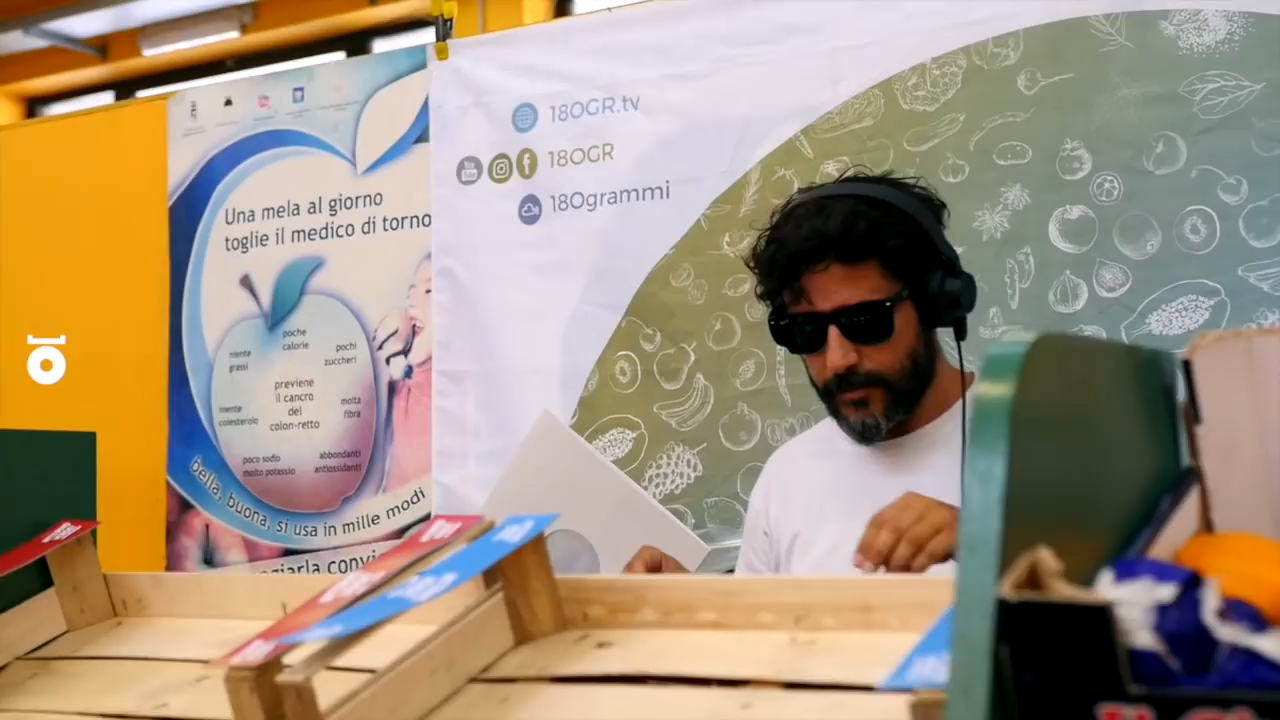 Una mela al giorno
toglie il medico di torno
poche
calorie
niente
grassi
pochi
zuccheri
previene
il cancro
del
colon-retto
niente
colesterolo
molta
fibra
poco sodio
molto potassio
abbondanti
antiossidanti
bella, buona, si usa in mille modi
180GR.tv
You
Tube
180GR
180grammi